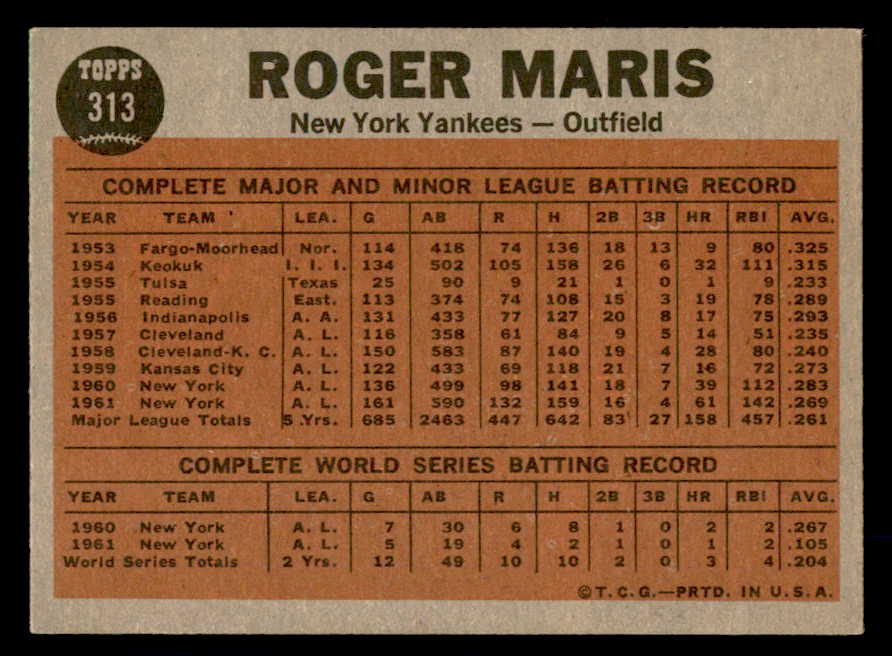 TOPPS
313
ROGER MARIS
New York Yankees — Outfield
COMPLETE MAJOR AND MINOR LEAGUE BATTING RECORD
YEAR TEAM LEA. G AB R H 2B 3B HR RBI AVG.
1953 Fargo-Moorhead Nor. 114 418 74 136 18 13 9 80 .325
1954 Keokuk I. I. I. 134 502 105 158 26 6 32 111 .315
1955 Tulsa Texas 25 90 9 21 1 0 1 9 .233
1955 Reading East. 113 374 74 108 15 3 19 78 .289
1956 Indianapolis A. A. 131 433 77 127 20 8 17 75 .293
1957 Cleveland A. L. 116 358 61 84 9 5 14 51 .235
1958 Cleveland-K. C. A. L. 150 583 87 140 19 4 28 80 .240
1959 Kansas City A. L. 122 433 69 118 21 7 16 72 .273
1960 New York A. L. 136 499 98 141 18 7 39 112 .283
1961 New York A. L. 161 590 132 159 16 4 61 142 .269
Major League Totals 5 Yrs. 685 2463 447 642 83 27 158 457 .261
COMPLETE WORLD SERIES BATTING RECORD
YEAR TEAM LEA. G AB R H 2B 3B HR RBI AVG.
1960 New York A. L. 7 30 6 8 1 0 2 2 .267
1961 New York A. L. 5 19 4 2 1 0 1 2 .105
World Series Totals 2 Yrs. 12 49 10 10 2 0 3 4 .204
©T.C.G.—PRTD. IN U.S.A.